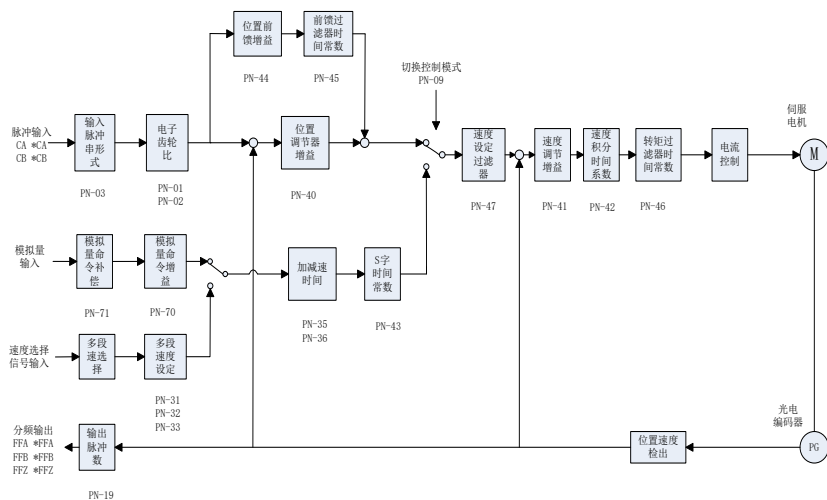 位置前
馈增益
前馈过
滤器时
间常数
PN-44
PN-45
切换控制模式
PN-09
脉冲输入
CA *CA
CB *CB
输入
脉冲
串形
式
电子
齿轮
比
位置
调节器
增益
速度
设定
过滤
器
速度
调节
增益
速度
积分
时间
系数
转矩过
滤器时
间常数
电流
控制
伺服
电机
M
PN-03
PN-01
PN-02
PN-40
PN-47
PN-41
PN-42
PN-46
模拟量
输入
模拟
量命
令补
偿
模拟
量命
令增
益
加减速
时间
S字
时间
常数
PN-71
PN-70
PN-35
PN-36
PN-43
速度选择
信号输入
多段
速选
择
多段
速度
设定
PN-31
PN-32
PN-33
分频输出
FFA *FFA
FFB *FFB
FFZ *FFZ
输出
脉冲
数
PN-19
位置速度
检出
光电
编码器
PG